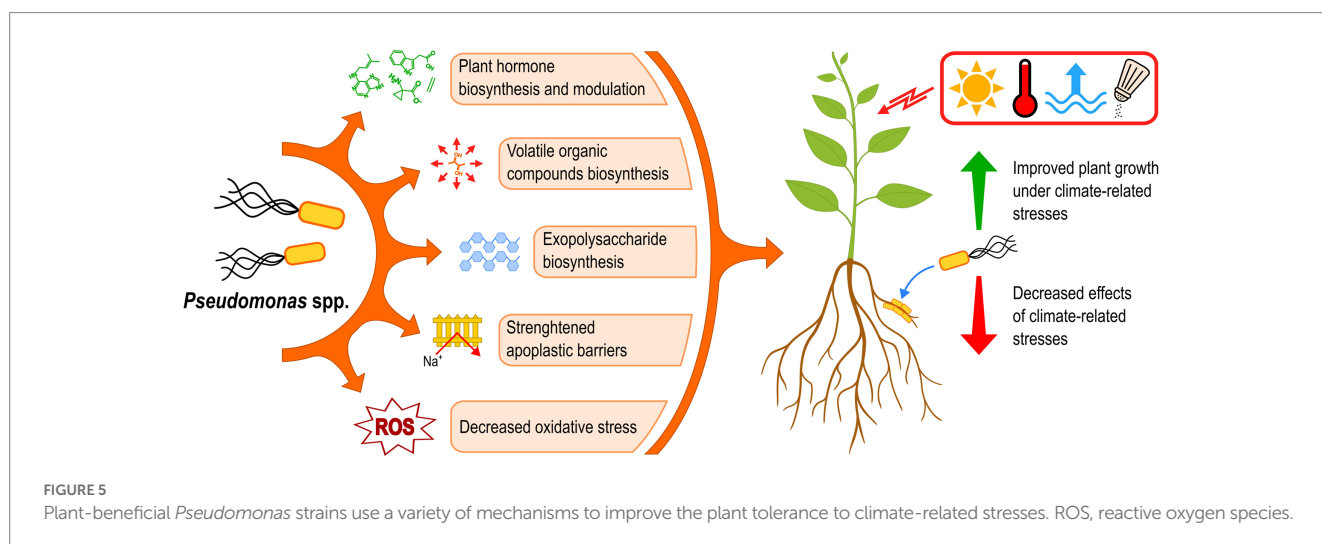 Plant hormone
biosynthesis and modulation
Volatile organic
compounds biosynthesis
Exopolysaccharide
biosynthesis
Strenghtened
apoplastic barriers
Na⁺
ROS
Decreased oxidative stress
Pseudomonas spp.
Improved plant growth
under climate-related
stresses
Decreased effects
of climate-related
stresses
FIGURE 5
Plant-beneficial Pseudomonas strains use a variety of mechanisms to improve the plant tolerance to climate-related stresses. ROS, reactive oxygen species.